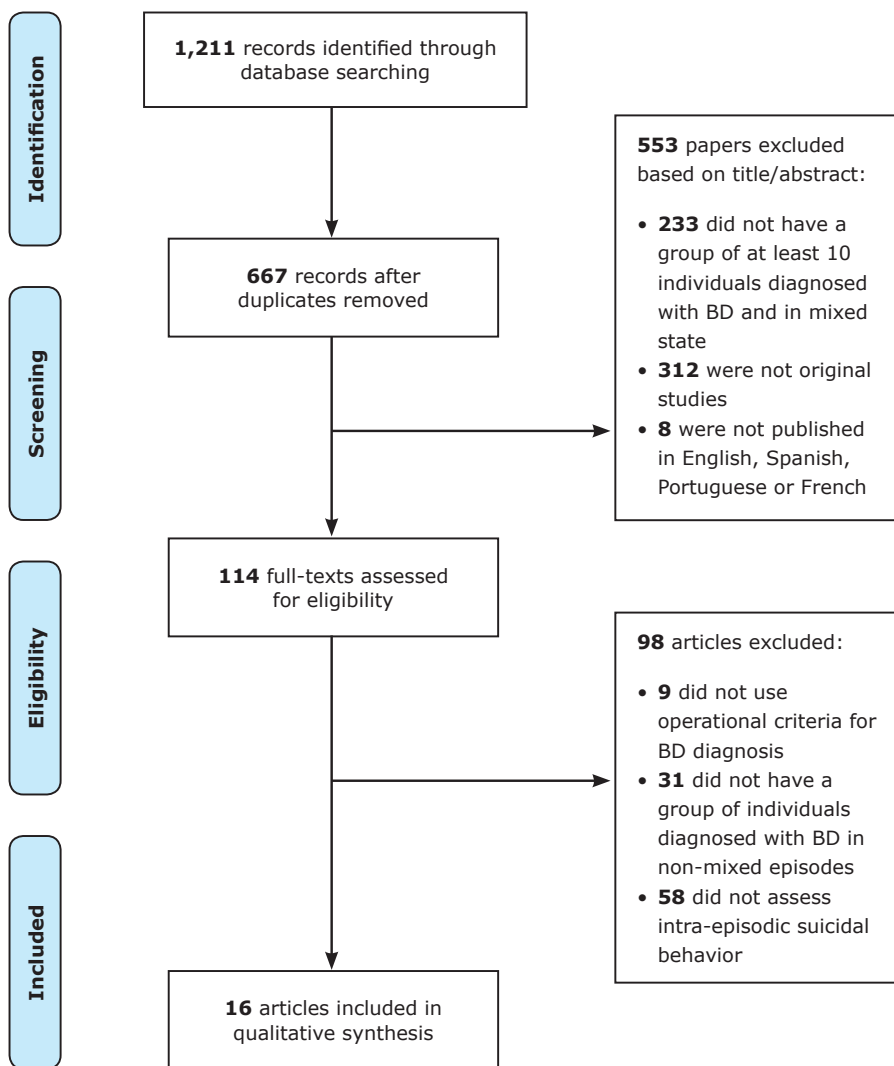 Identification
1,211 records identified through
database searching
553 papers excluded
based on title/abstract:
• 233 did not have a
group of at least 10
individuals diagnosed
with BD and in mixed
state
• 312 were not original
studies
• 8 were not published
in English, Spanish,
Portuguese or French
667 records after
duplicates removed
Screening
114 full-texts assessed
for eligibility
Eligibility
98 articles excluded:
• 9 did not use
operational criteria for
BD diagnosis
• 31 did not have a
group of individuals
diagnosed with BD in
non-mixed episodes
• 58 did not assess
intra-episodic suicidal
behavior
Included
16 articles included in
qualitative synthesis